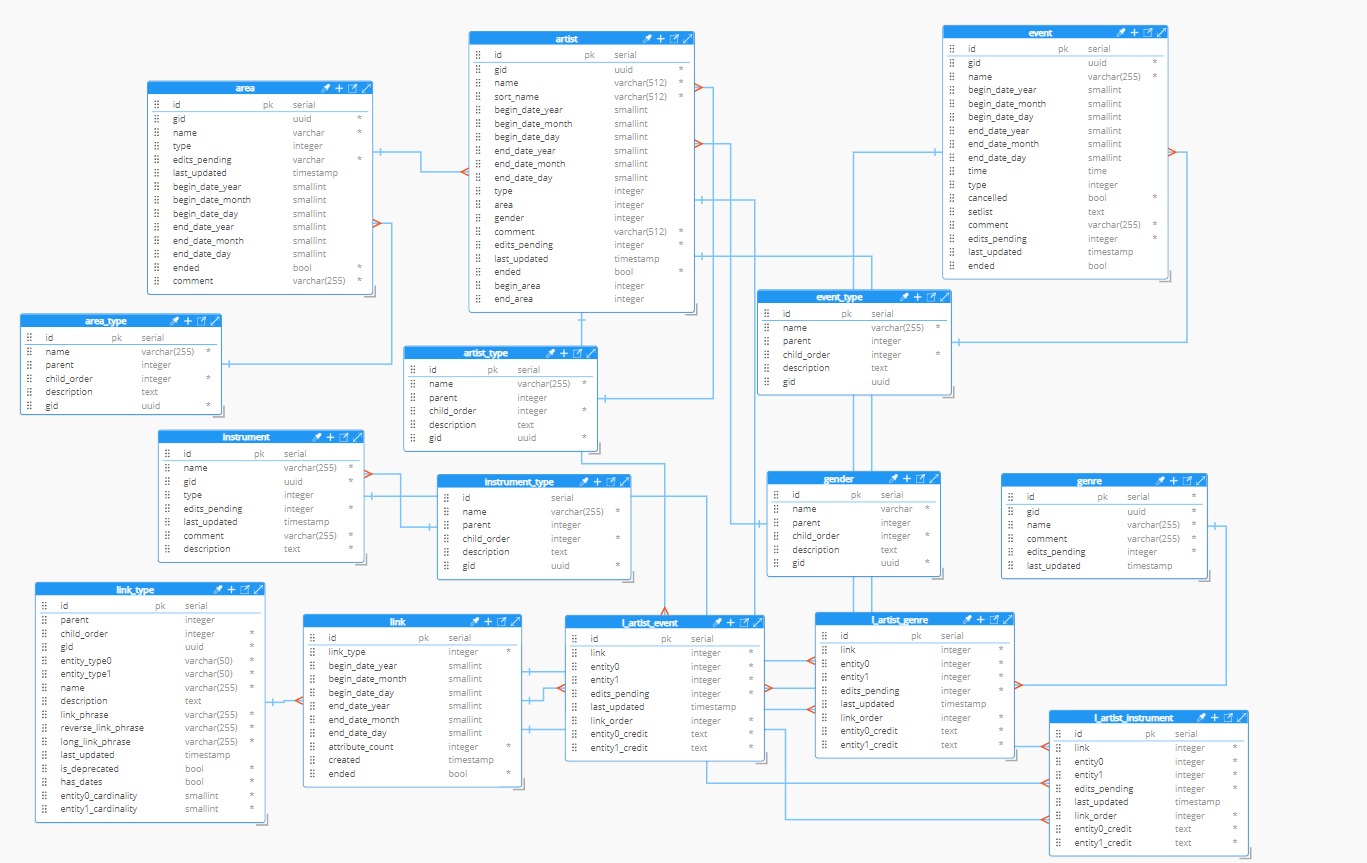 area
id pk serial
gid uuid *
name varchar *
type integer
edits_pending varchar *
last_updated timestamp
begin_date_year smallint
begin_date_month smallint
begin_date_day smallint
end_date_year smallint
end_date_month smallint
end_date_day smallint
ended bool *
comment varchar(255) *
artist
id pk serial
gid uuid *
name varchar(512) *
sort_name varchar(512) *
begin_date_year smallint
begin_date_month smallint
begin_date_day smallint
end_date_year smallint
end_date_month smallint
end_date_day smallint
type integer
area integer
gender integer
comment varchar(512) *
edits_pending integer *
last_updated timestamp
ended bool *
begin_area integer
end_area integer
event
id pk serial
gid uuid *
name varchar(255) *
begin_date_year smallint
begin_date_month smallint
begin_date_day smallint
end_date_year smallint
end_date_month smallint
end_date_day smallint
time time
type integer
cancelled bool *
setlist text
comment varchar(255) *
edits_pending integer *
last_updated timestamp
ended bool
area_type
id pk serial
name varchar(255) *
parent integer
child_order integer *
description text
gid uuid *
artist_type
id pk serial
name varchar(255) *
parent integer
child_order integer *
description text
gid uuid *
event_type
id pk serial
name varchar(255) *
parent integer
child_order integer *
description text
gid uuid
instrument
id pk serial
name varchar(255) *
gid uuid *
type integer
edits_pending integer *
last_updated timestamp
comment varchar(255) *
description text *
instrument_type
id serial
name varchar(255) *
parent integer
child_order integer *
description text
gid uuid *
gender
id pk serial
name varchar *
parent integer
child_order integer *
description text
gid uuid *
genre
id pk serial *
gid uuid *
name varchar(255) *
comment varchar(255) *
edits_pending integer *
last_updated timestamp
link_type
id pk serial
parent integer
child_order integer *
gid uuid *
entity_type0 varchar(50) *
entity_type1 varchar(50) *
name varchar(255) *
description text
link_phrase varchar(255) *
reverse_link_phrase varchar(255) *
long_link_phrase varchar(255) *
last_updated timestamp
is_deprecated bool *
has_dates bool *
entity0_cardinality smallint *
entity1_cardinality smallint *
link
id pk serial
link_type integer *
begin_date_year smallint
begin_date_month smallint
begin_date_day smallint
end_date_year smallint
end_date_month smallint
end_date_day smallint
attribute_count integer *
created timestamp
ended bool *
l_artist_event
id pk serial
link integer *
entity0 integer *
entity1 integer *
edits_pending integer *
last_updated timestamp
link_order integer *
entity0_credit text *
entity1_credit text *
l_artist_genre
id pk serial
link integer *
entity0 integer *
entity1 integer *
edits_pending integer *
last_updated timestamp
link_order integer *
entity0_credit text *
entity1_credit text *
l_artist_instrument
id pk serial
link integer *
entity0 integer *
entity1 integer *
edits_pending integer *
last_updated timestamp
link_order integer *
entity0_credit text *
entity1_credit text *